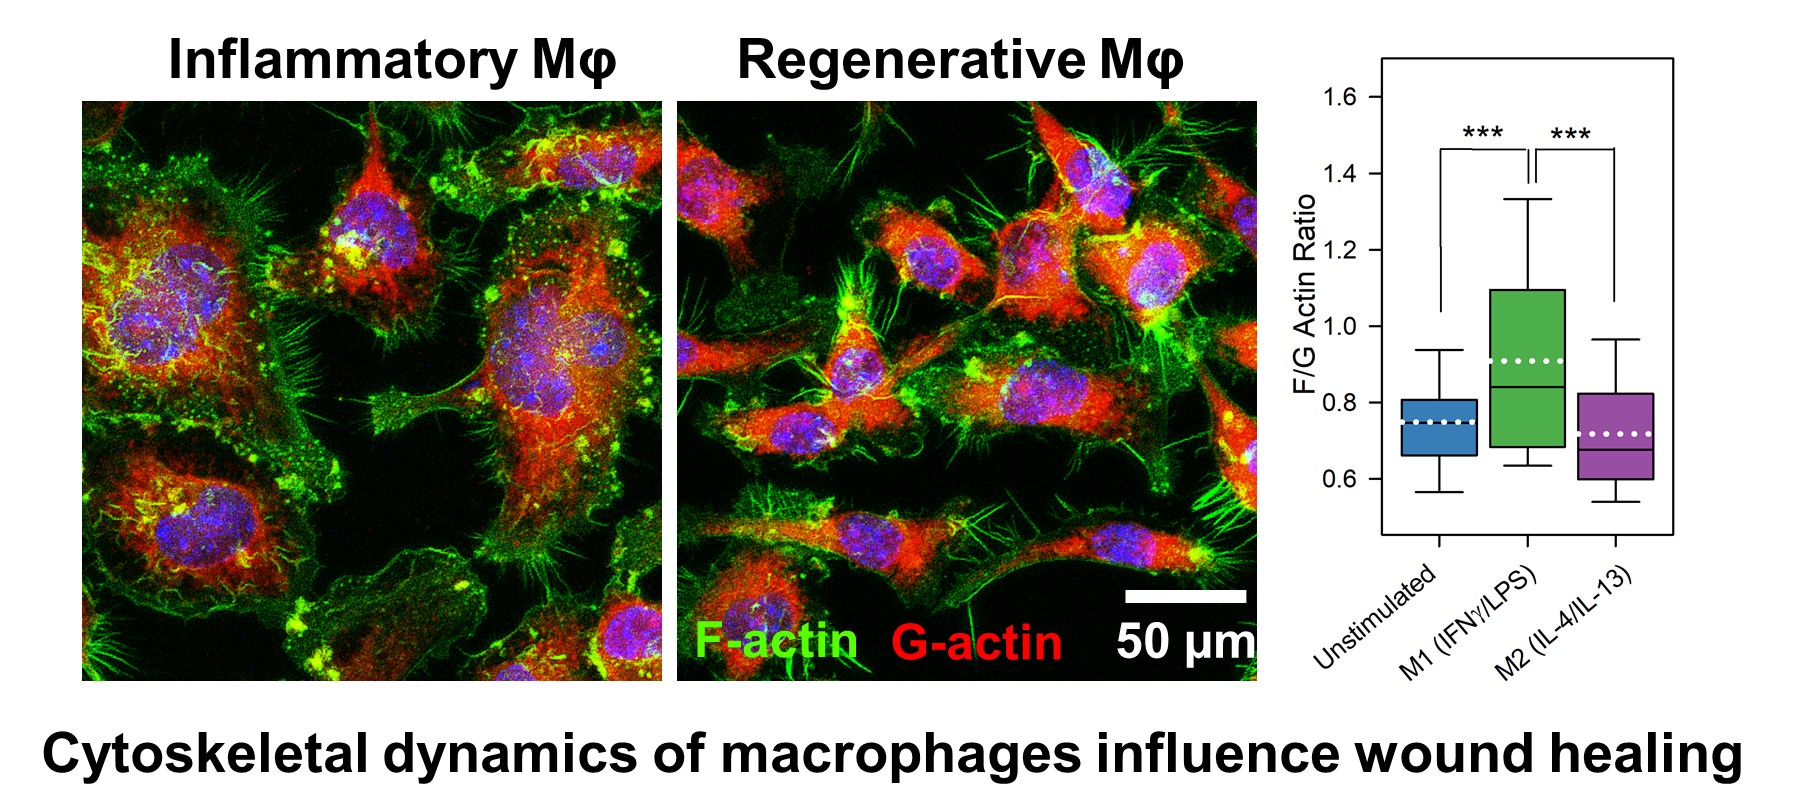 Inflammatory Mφ
Regenerative Mφ
F-actin
G-actin
50 µm
F/G Actin Ratio
1.6
1.4
1.2
1.0
0.8
0.6
***
***
Unstimulated
M1 (IFNγ/LPS)
M2 (IL-4/IL-13)
Cytoskeletal dynamics of macrophages influence wound healing